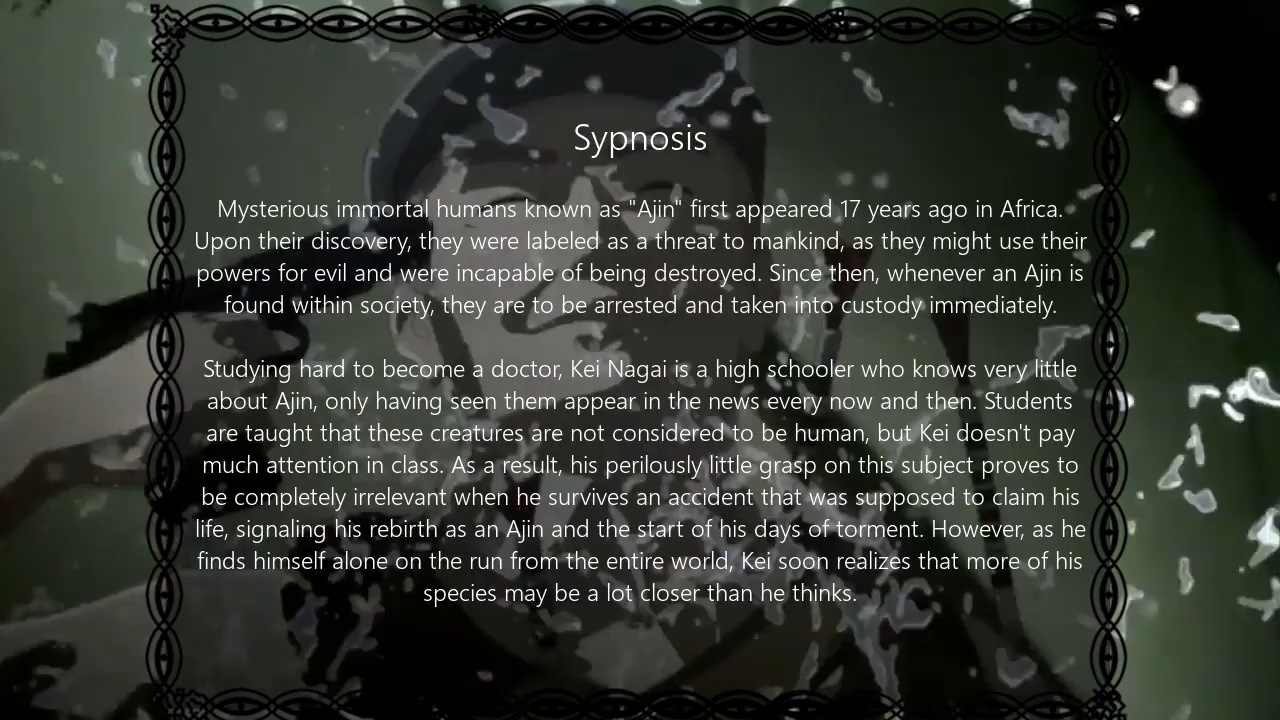 Sypnosis
Mysterious immortal humans known as "Ajin" first appeared 17 years ago in Africa.
Upon their discovery, they were labeled as a threat to mankind, as they might use their
powers for evil and were incapable of being destroyed. Since then, whenever an Ajin is
found within society, they are to be arrested and taken into custody immediately.
Studying hard to become a doctor, Kei Nagai is a high schooler who knows very little
about Ajin, only having seen them appear in the news every now and then. Students
are taught that these creatures are not considered to be human, but Kei doesn't pay
much attention in class. As a result, his perilously little grasp on this subject proves to
be completely irrelevant when he survives an accident that was supposed to claim his
life, signaling his rebirth as an Ajin and the start of his days of torment. However, as he
finds himself alone on the run from the entire world, Kei soon realizes that more of his
species may be a lot closer than he thinks.